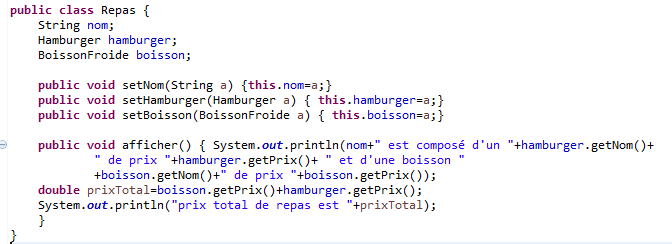 public class Repas {
    String nom;
    Hamburger hamburger;
    BoissonFroide boisson;

    public void setNom(String a) {this.nom=a;}
    public void setHamburger(Hamburger a) { this.hamburger=a;}
    public void setBoisson(BoissonFroide a) { this.boisson=a;}

    public void afficher() { System.out.println(nom+" est composé d'un "+hamburger.getNom()+
            " de prix "+hamburger.getPrix()+ " et d'une boisson "
            +boisson.getNom()+" de prix "+boisson.getPrix());
    double prixTotal=boisson.getPrix()+hamburger.getPrix();
    System.out.println("prix total de repas est "+prixTotal);
    }
}